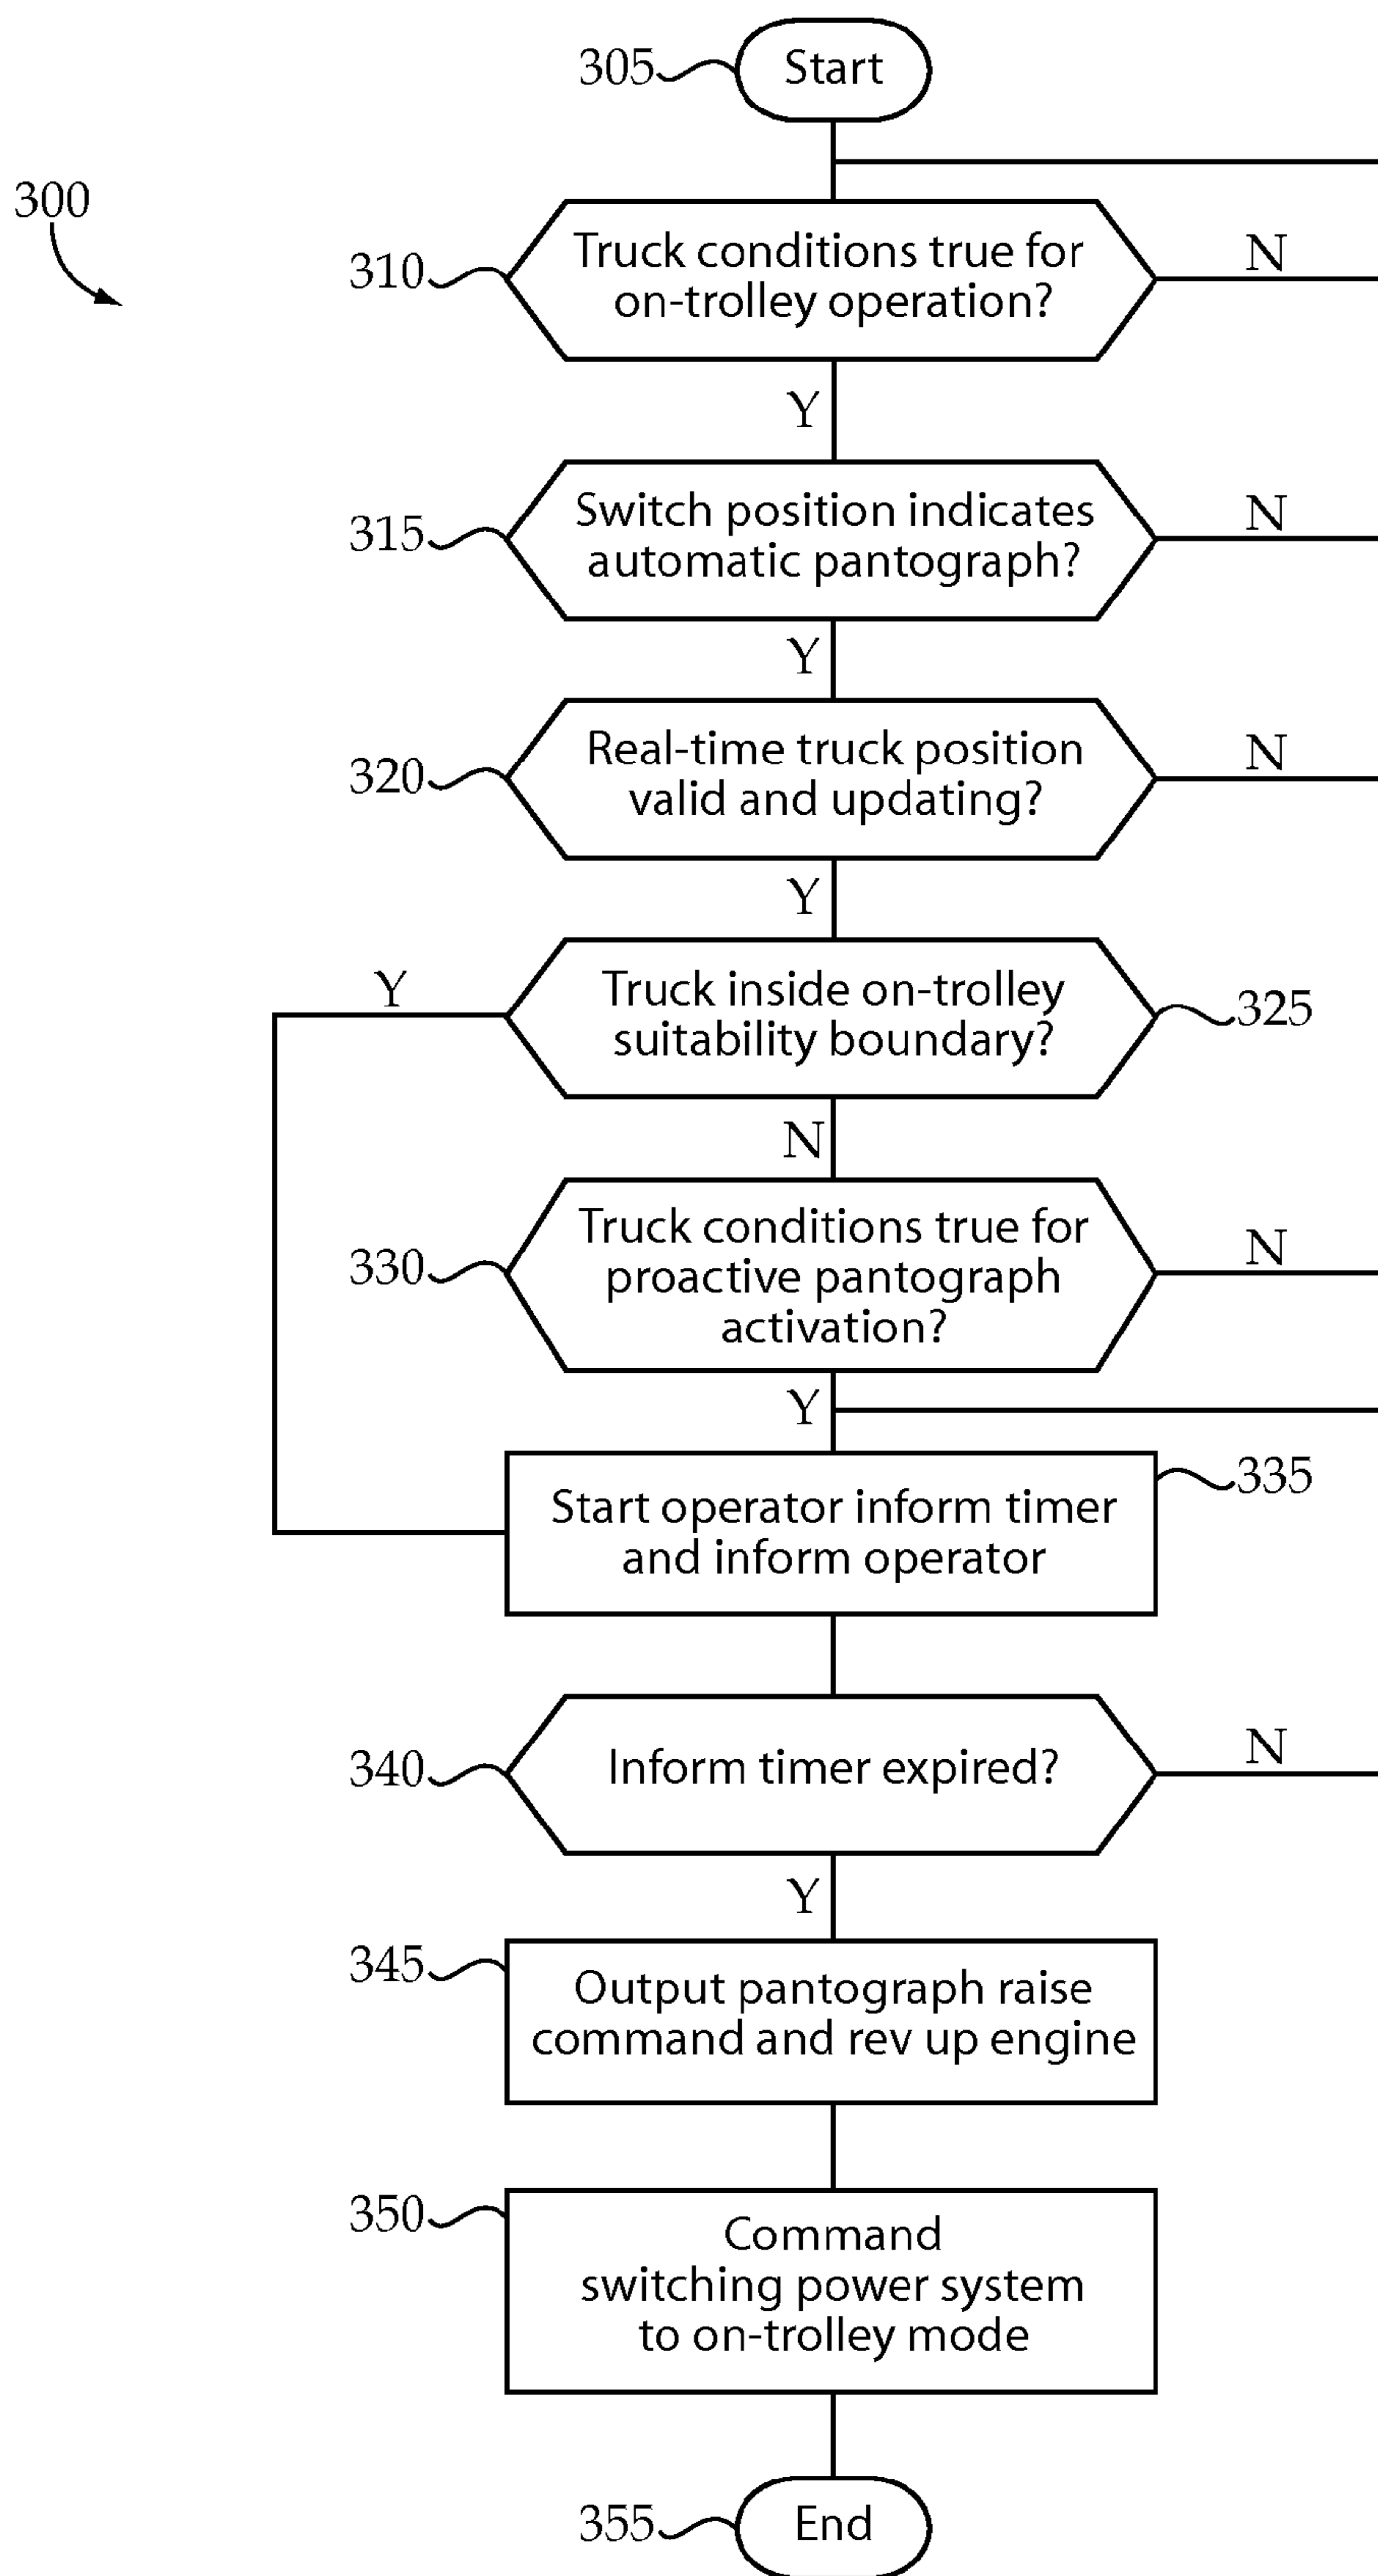 305
Start
300
310
Truck conditions true for
on-trolley operation?
N
Y
315
Switch position indicates
automatic pantograph?
N
Y
320
Real-time truck position
valid and updating?
N
Y
Y
Truck inside on-trolley
suitability boundary?
325
N
330
Truck conditions true for
proactive pantograph
activation?
N
Y
335
Start operator inform timer
and inform operator
340
Inform timer expired?
N
Y
345
Output pantograph raise
command and rev up engine
350
Command
switching power system
to on-trolley mode
355
End